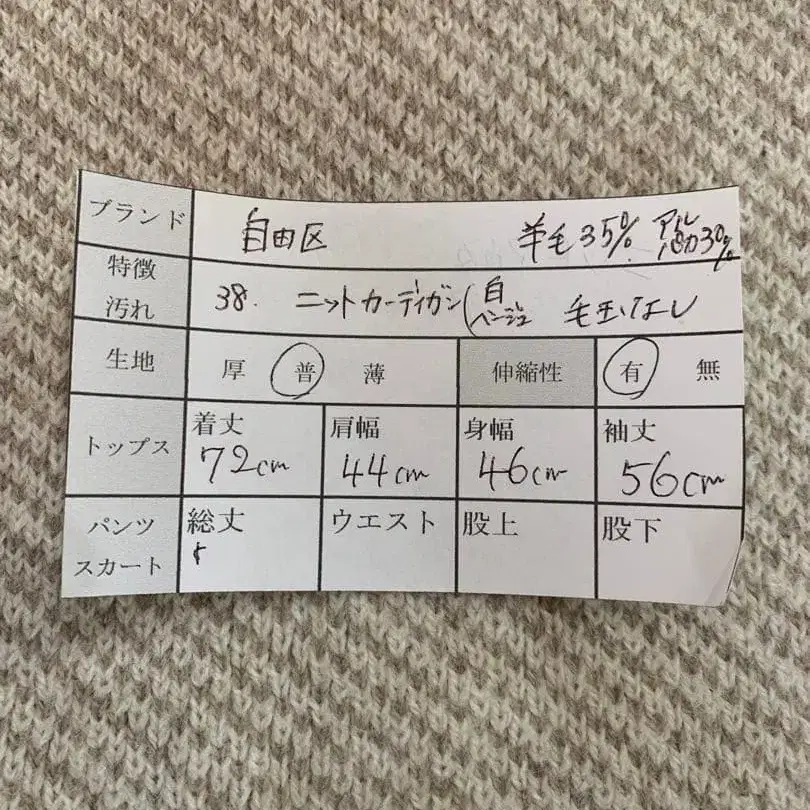 ブランド 自由区 羊毛35% アルパカ30%
特徴
汚れ 38. ニットカーディガン(白
ベージュ 毛玉なし
生地 厚 普 薄 伸縮性 有 無
トップス 着丈 肩幅 身幅 袖丈
72cm 44cm 46cm 56cm
パンツ 総丈 ウエスト 股上 股下
スカート